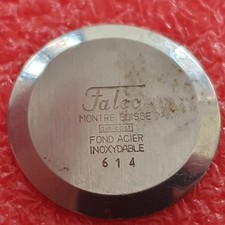 Falco
MONTRE SUISSE
FOND ACIER
INOXYDABLE
614